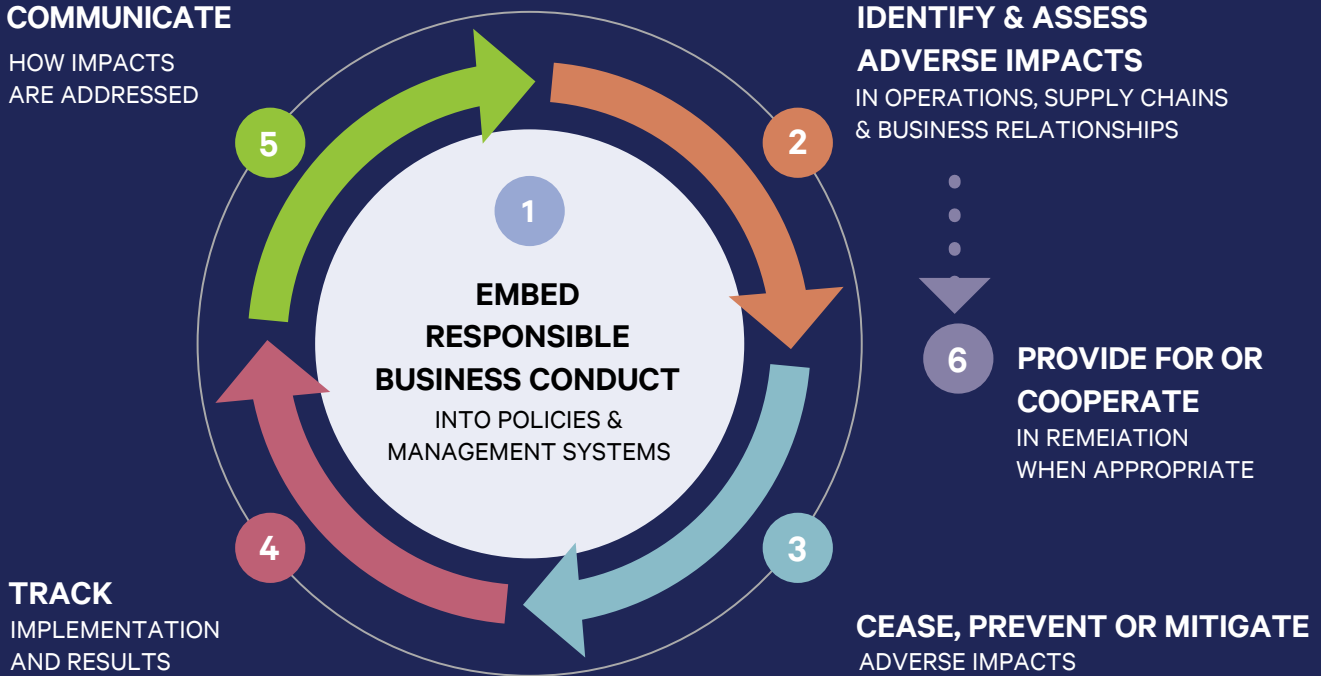 1
EMBED
RESPONSIBLE
BUSINESS CONDUCT
INTO POLICIES &
MANAGEMENT SYSTEMS
2
IDENTIFY & ASSESS
ADVERSE IMPACTS
IN OPERATIONS, SUPPLY CHAINS
& BUSINESS RELATIONSHIPS
3
CEASE, PREVENT OR MITIGATE
ADVERSE IMPACTS
4
TRACK
IMPLEMENTATION
AND RESULTS
5
COMMUNICATE
HOW IMPACTS
ARE ADDRESSED
6
PROVIDE FOR OR
COOPERATE
IN REMEIATION
WHEN APPROPRIATE